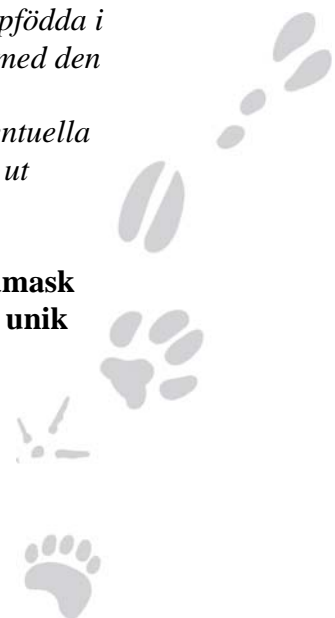 pfödda i
med den
ntuella
ut
mask
unik